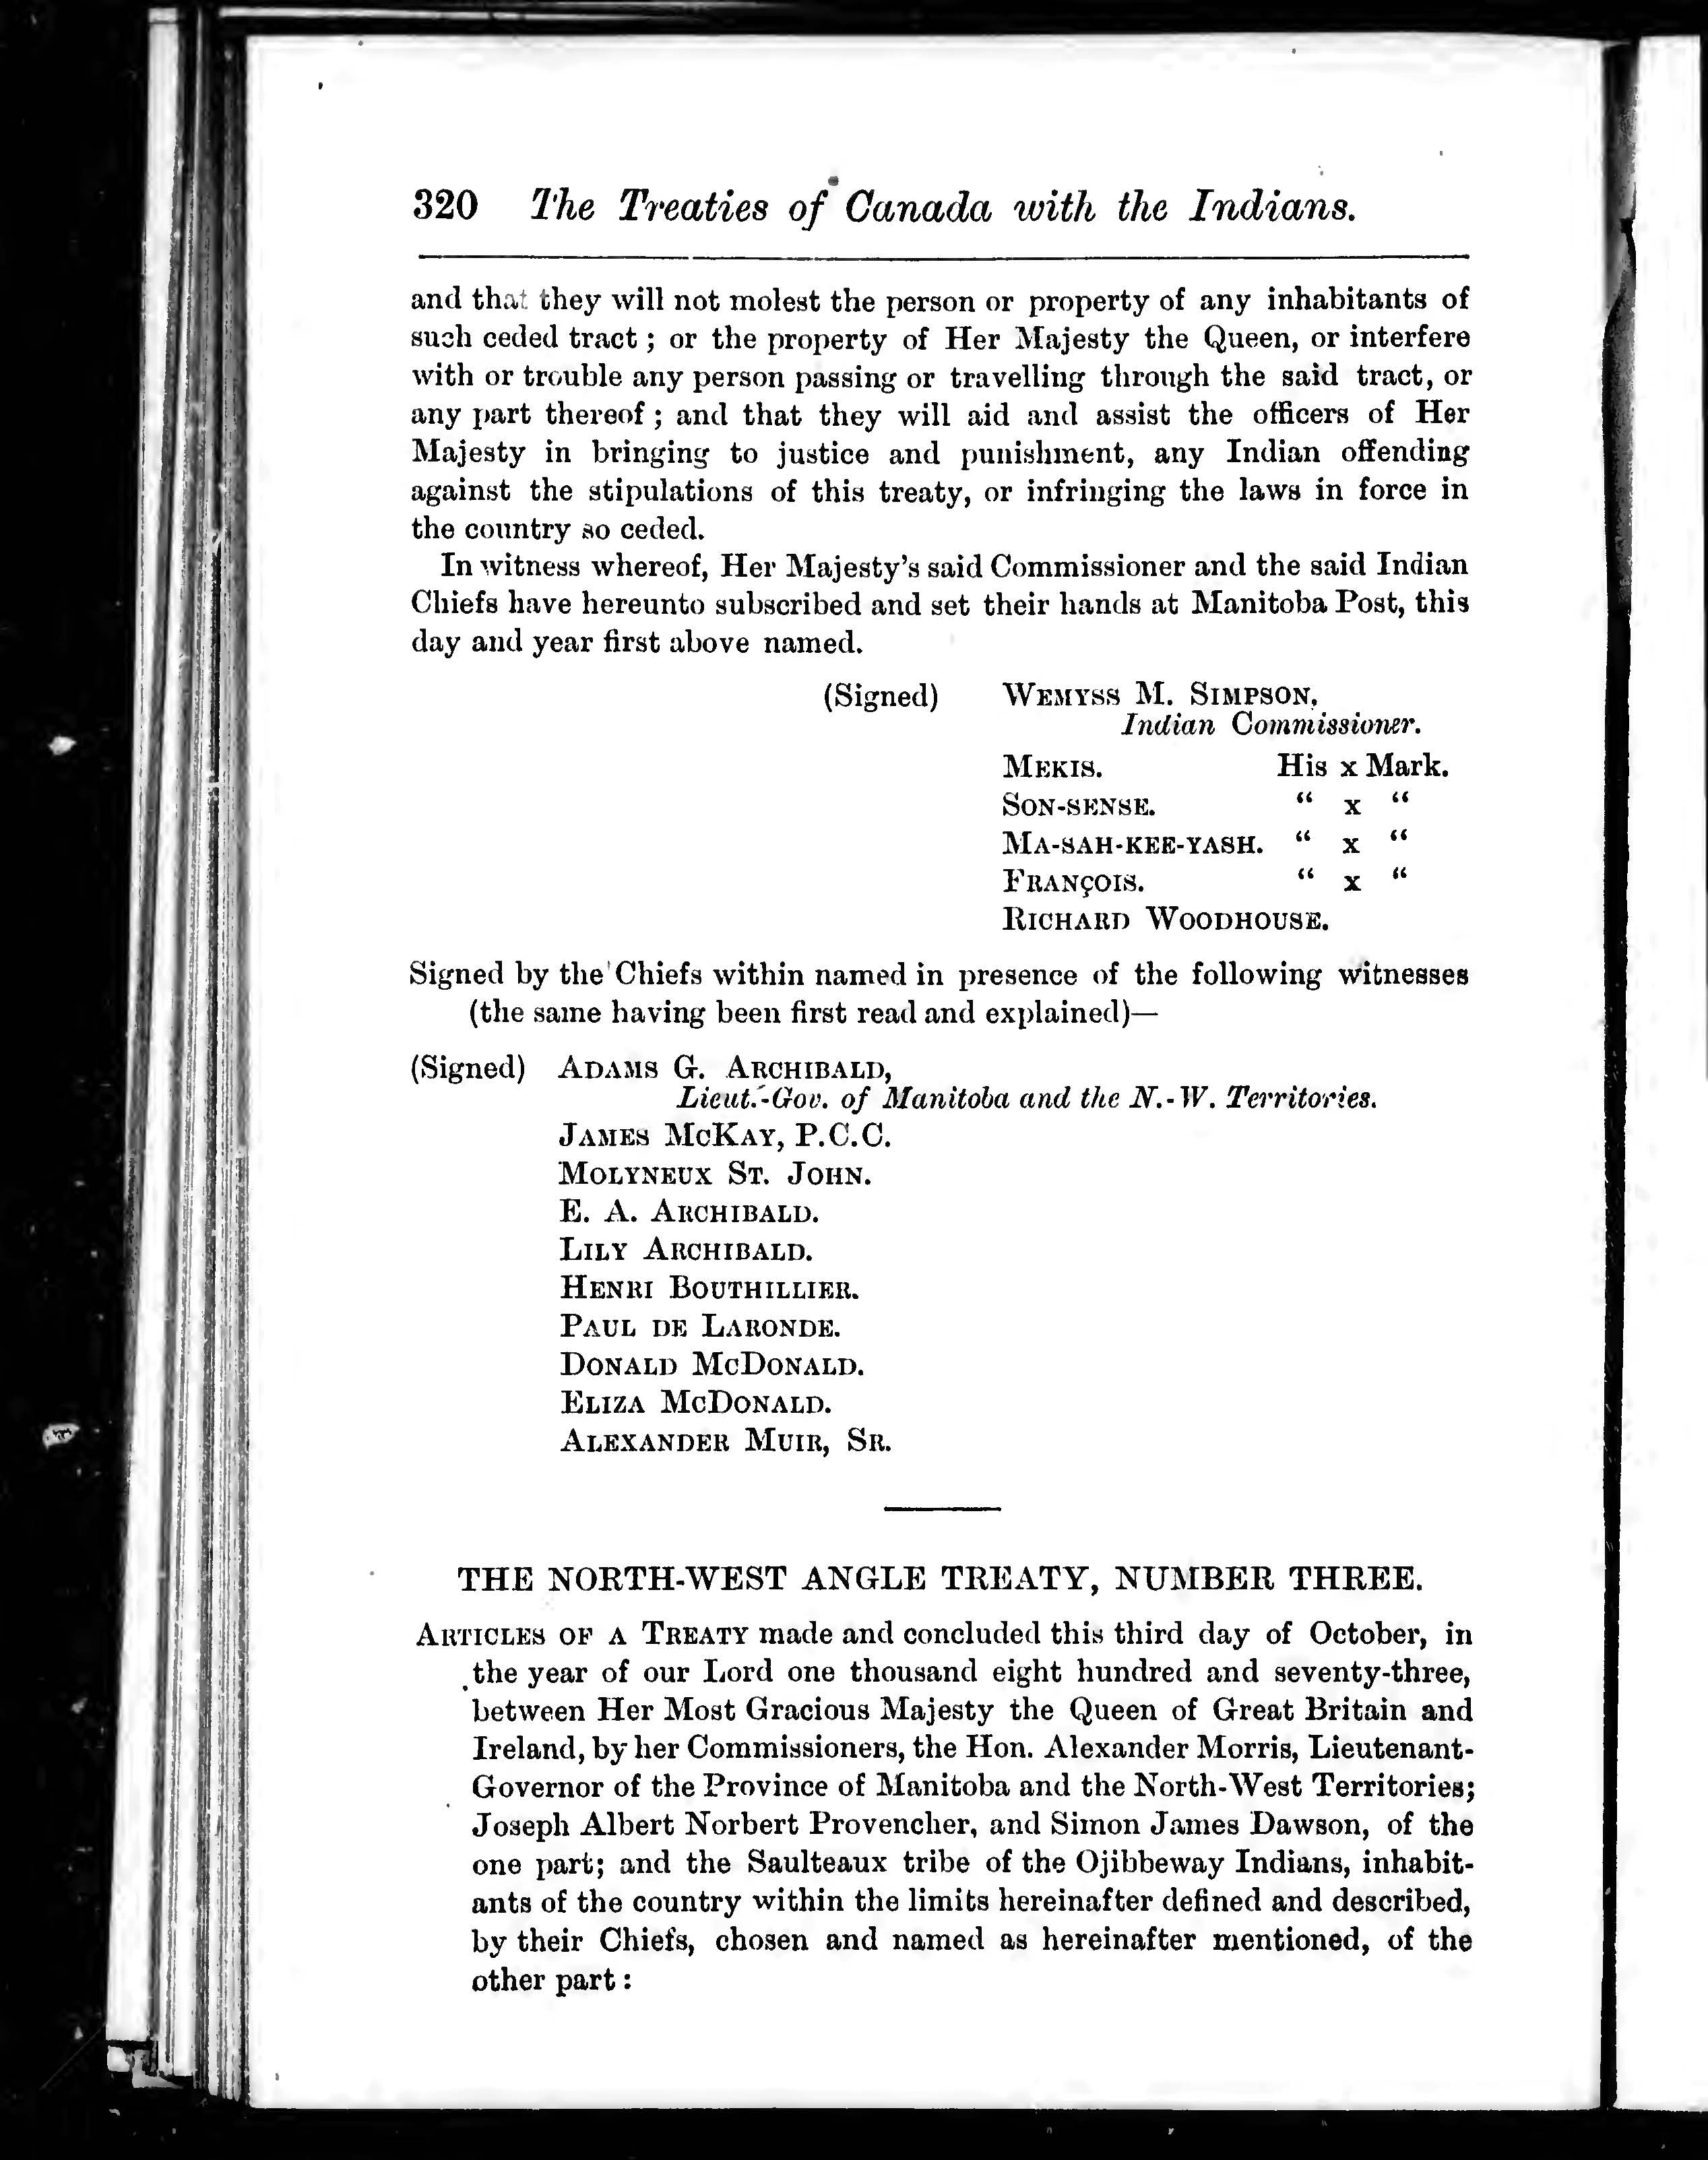 320 The Treaties of Canada with the Indians.
and that they will not molest the person or property of any inhabitants of
such ceded tract; or the property of Her Majesty the Queen, or interfere
with or trouble any person passing or travelling through the said tract, or
any part thereof; and that they will aid and assist the officers of Her
Majesty in bringing to justice and punishment, any Indian offending
against the stipulations of this treaty, or infringing the laws in force in
the country so ceded.
In witness whereof, Her Majesty's said Commissioner and the said Indian
Chiefs have hereunto subscribed and set their hands at Manitoba Post, this
day and year first above named.
(Signed) WEMYSS M. SIMPSON,
Indian Commissioner.
MEKIS. His x Mark.
SON-SENSE. “ x “
MA-SAH-KEE-YASH. “ x “
FRANÇOIS. “ x “
RICHARD WOODHOUSE.
Signed by the Chiefs within named in presence of the following witnesses
(the same having been first read and explained)—
(Signed) ADAMS G. ARCHIBALD,
Lieut.-Gov. of Manitoba and the N.-W. Territories.
JAMES MCKAY, P.C.C.
MOLYNEUX ST. JOHN.
E. A. ARCHIBALD.
LILY ARCHIBALD.
HENRI BOUTHILLIER.
PAUL DE LARONDE.
DONALD MCDONALD.
ELIZA MCDONALD.
ALEXANDER MUIR, SR.
THE NORTH-WEST ANGLE TREATY, NUMBER THREE.
ARTICLES OF A TREATY made and concluded this third day of October, in
the year of our Lord one thousand eight hundred and seventy-three,
between Her Most Gracious Majesty the Queen of Great Britain and
Ireland, by her Commissioners, the Hon. Alexander Morris, Lieutenant-
Governor of the Province of Manitoba and the North-West Territories;
Joseph Albert Norbert Provencher, and Simon James Dawson, of the
one part; and the Saulteaux tribe of the Ojibbeway Indians, inhabit-
ants of the country within the limits hereinafter defined and described,
by their Chiefs, chosen and named as hereinafter mentioned, of the
other part: